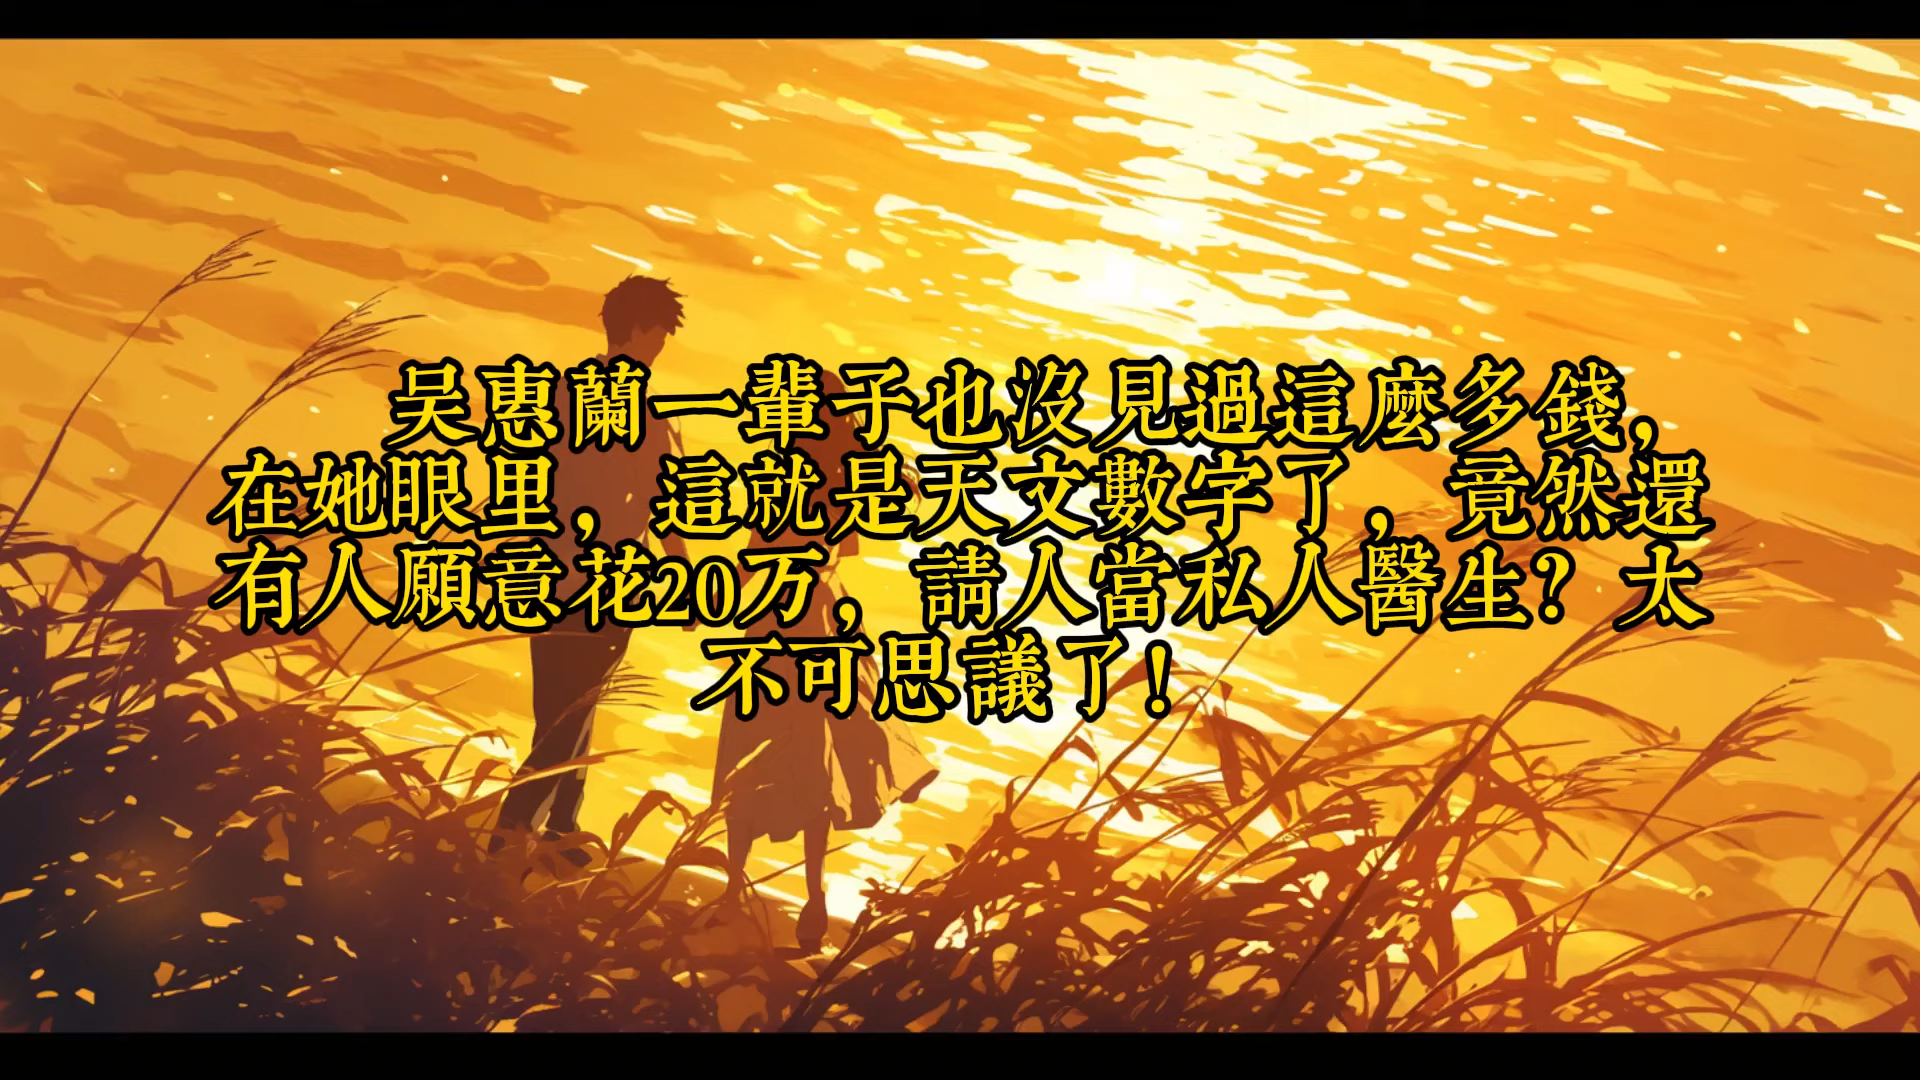 吴惠蘭一輩子也沒見過這麼多錢，
在她眼里，這就是天文數字了，竟然還
有人願意花20万，請人當私人醫生？太
不可思議了！